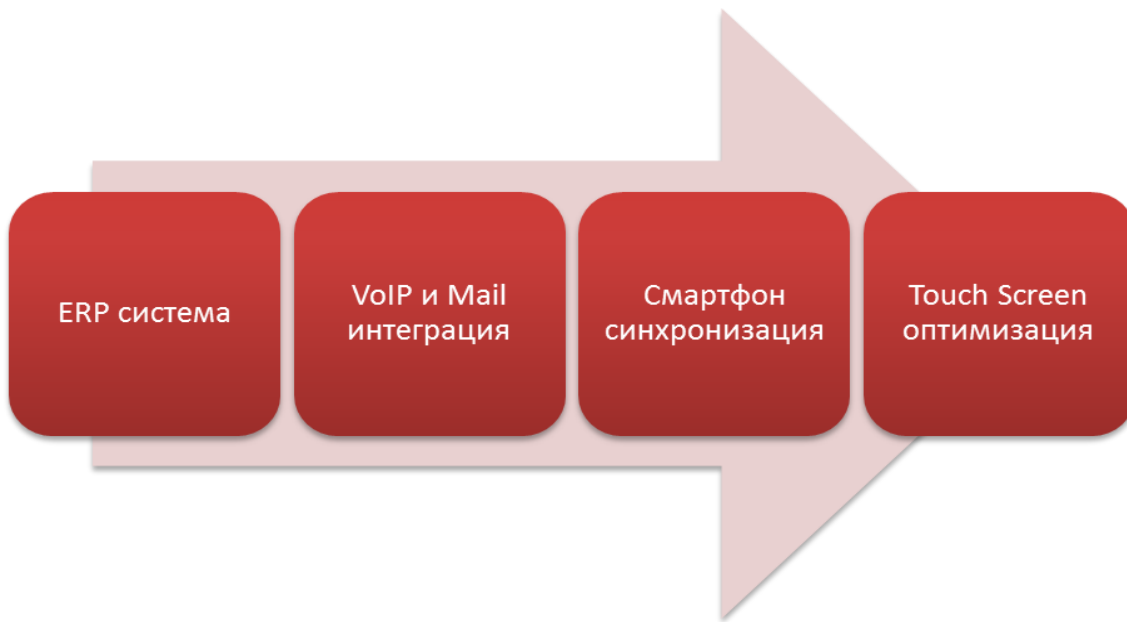 ERP система
VoIP и Mail
интеграция
Смартфон
синхронизация
Touch Screen
оптимизация